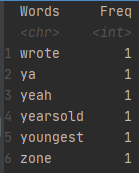 Words Freq
<chr> <int>
1 wrote 1
2 ya 1
3 yeah 1
4 yearsold 1
5 youngest 1
6 zone 1